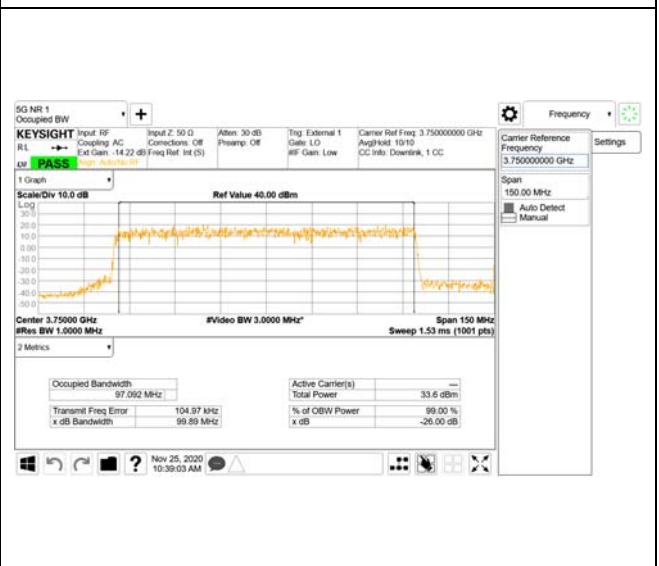 5G NR 1
Occupied BW
Frequency
KEYSIGHT
RL
LW
PASS
Input: RF
Coupling: AC
Ext Gain: -14.22 dB
Align: Auto/No RF
Input Z: 50 Ω
Corrections: Off
Freq Ref: Int (S)
Atten: 30 dB
Preamp: Off
Trig: External 1
Gate: LO
#IF Gain: Low
Carrier Ref Freq: 3.750000000 GHz
Avg|Hold: 10/10
CC Info: Downlink, 1 CC
Carrier Reference
Frequency
3.750000000 GHz
Settings
Span
150.00 MHz
Auto Detect
Manual
1 Graph
Scale/Div 10.0 dB
Ref Value 40.00 dBm
Log
30.0
20.0
10.0
0.00
-10.0
-20.0
-30.0
-40.0
-50.0
Center 3.75000 GHz
#Video BW 3.0000 MHz*
Span 150 MHz
#Res BW 1.0000 MHz
Sweep 1.53 ms (1001 pts)
2 Metrics
Occupied Bandwidth
97.092 MHz
Active Carrier(s) ---
Total Power 33.6 dBm
Transmit Freq Error 104.97 kHz
x dB Bandwidth 99.89 MHz
% of OBW Power 99.00 %
x dB -26.00 dB
?
Nov 25, 2020
10:39:03 AM